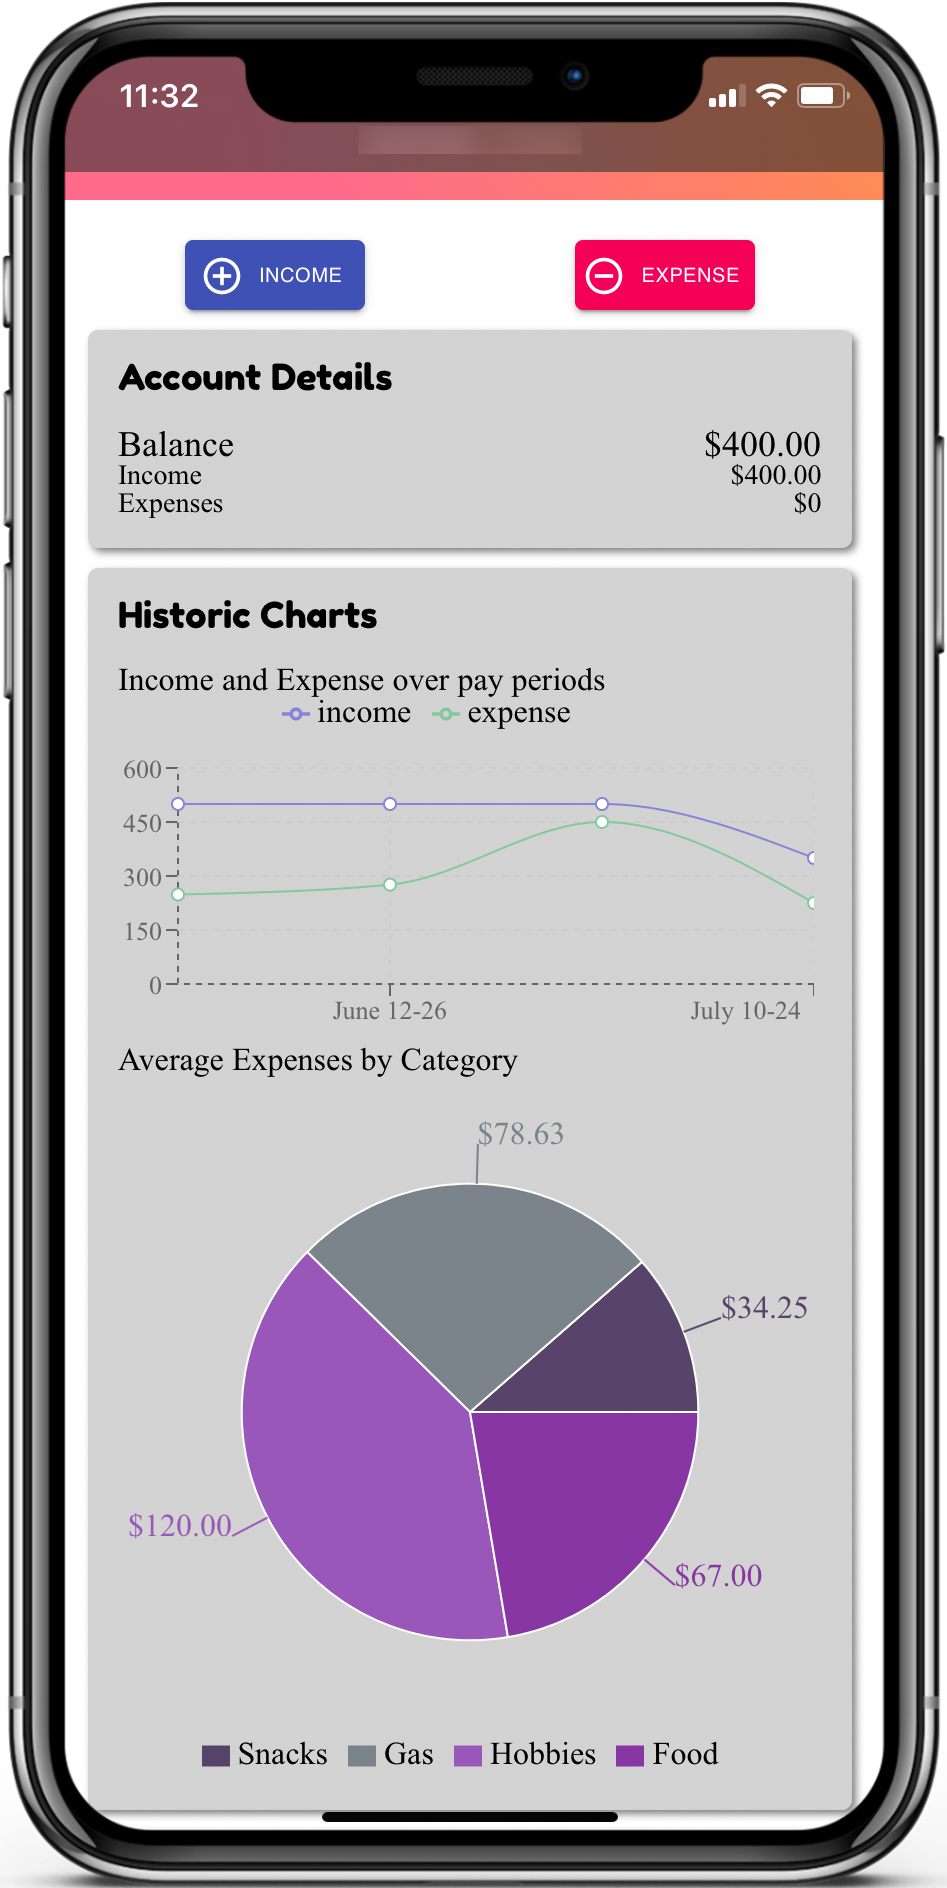 11:32
INCOME
EXPENSE
Account Details
Balance $400.00
Income $400.00
Expenses $0
Historic Charts
Income and Expense over pay periods
income expense
600
450
300
150
0
June 12-26 July 10-24
Average Expenses by Category
$78.63
$34.25
$120.00
$67.00
Snacks Gas Hobbies Food